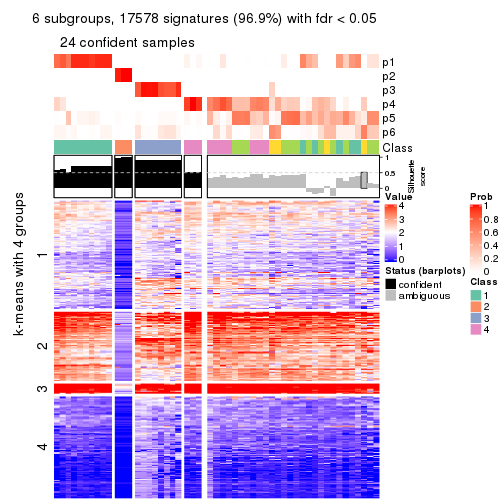 6 subgroups, 17578 signatures (96.9%) with fdr < 0.05
24 confident samples
p1
p2
p3
p4
p5
p6
Class
1
0.5
0
Silhouette
score
k-means with 4 groups
1
2
3
4
Value
4
3
2
1
0
Status (barplots)
confident
ambiguous
Prob
1
0.8
0.6
0.4
0.2
0
Class
1
2
3
4